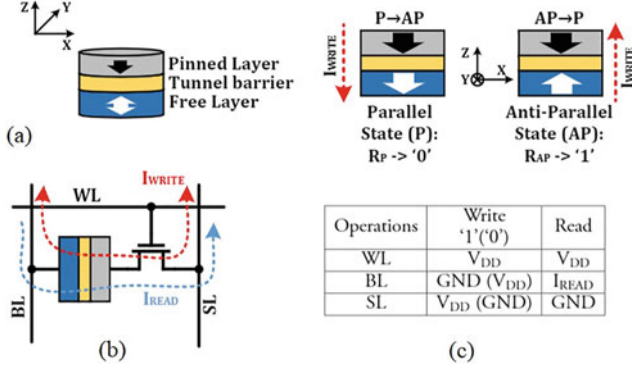 Z
Y
X
Pinned Layer
Tunnel barrier
Free Layer
(a)
P→AP
AP→P
IWRITE
Z
Y
X
IWRITE
Parallel
State (P):
RP -> '0'
Anti-Parallel
State (AP):
RAP -> '1'
WL
IWRITE
IREAD
BL
SL
(b)
Operations Write '1'('0') Read
WL VDD VDD
BL GND (VDD) IREAD
SL VDD (GND) GND
(c)